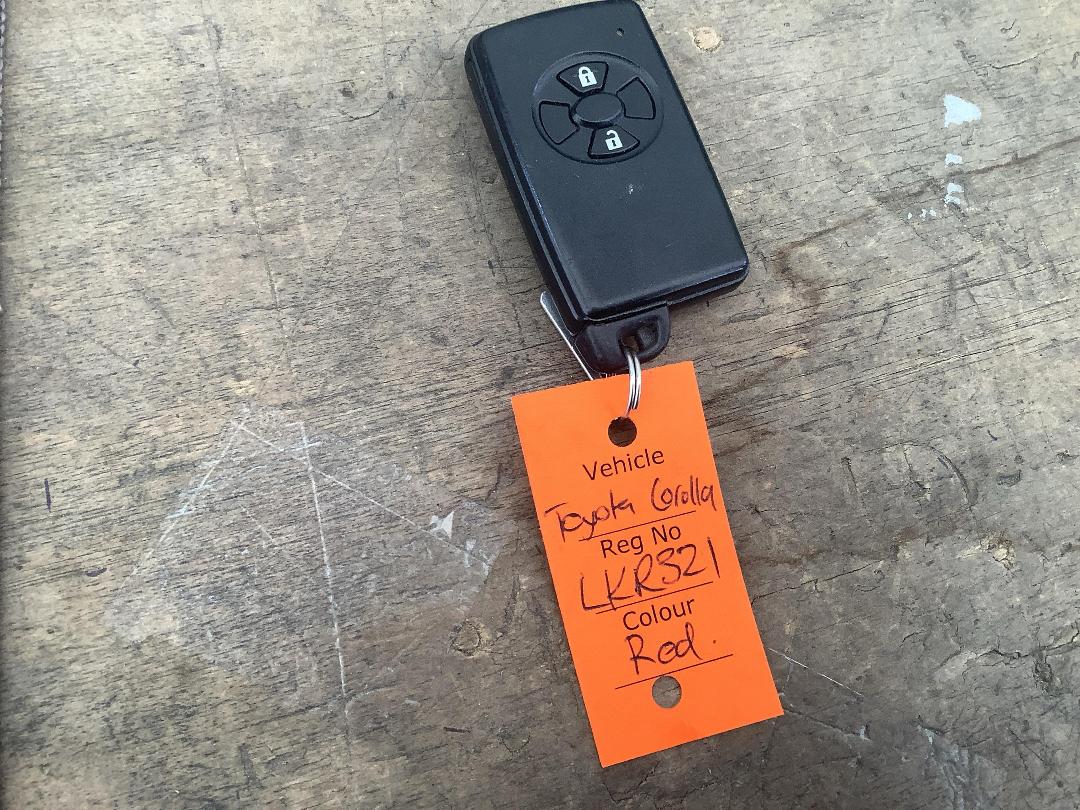 Vehicle
Toyota Corolla
Reg No
LKR321
Colour
Red.